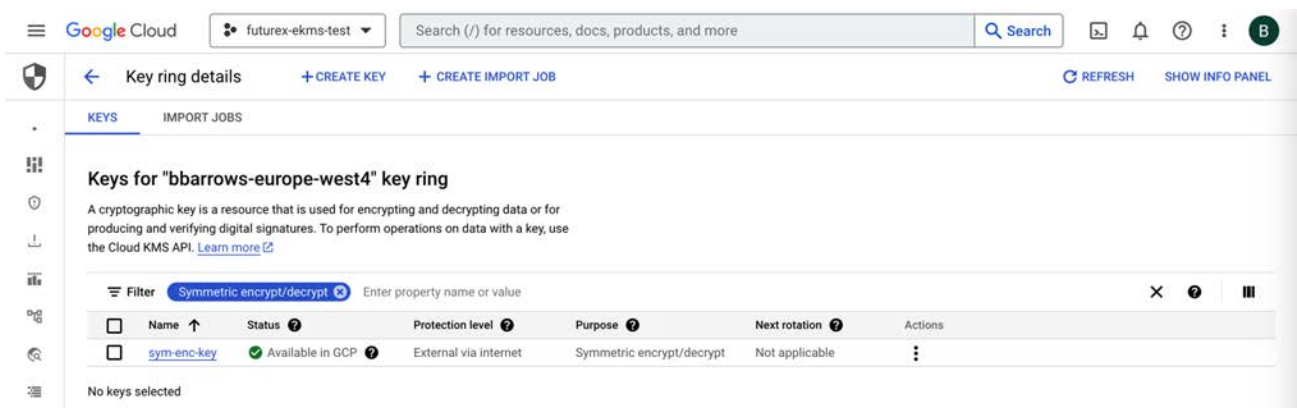 Google Cloud futurex-ekms-test Search (/) for resources, docs, products, and more Search B
Key ring details + CREATE KEY + CREATE IMPORT JOB REFRESH SHOW INFO PANEL
KEYS IMPORT JOBS
Keys for "bbarrows-europe-west4" key ring
A cryptographic key is a resource that is used for encrypting and decrypting data or for
producing and verifying digital signatures. To perform operations on data with a key, use
the Cloud KMS API. Learn more
Filter Symmetric encrypt/decrypt Enter property name or value
Name Status Protection level Purpose Next rotation Actions
sym-enc-key Available in GCP External via internet Symmetric encrypt/decrypt Not applicable
No keys selected